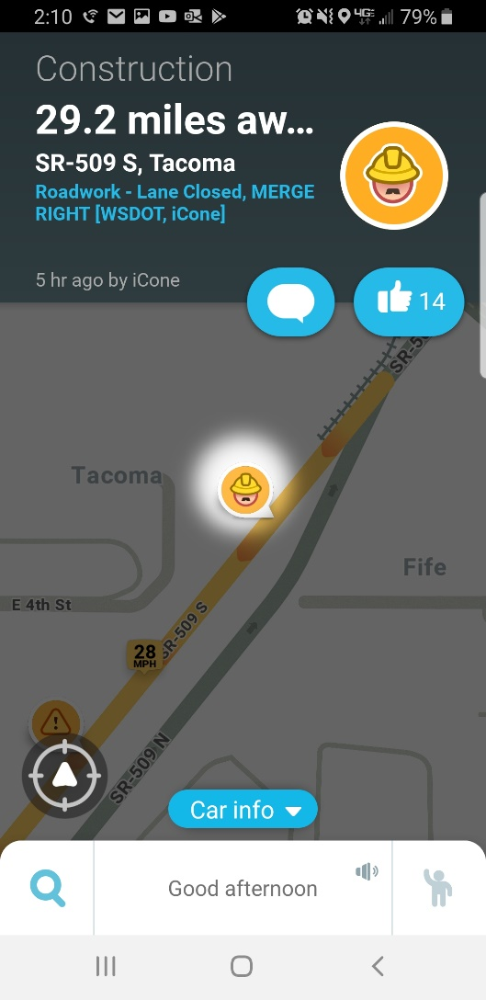 2:10 4GE 79%
Construction
29.2 miles aw...
SR-509 S, Tacoma
Roadwork - Lane Closed, MERGE
RIGHT [WSDOT, iCone]
5 hr ago by iCone
14
SR-5
Tacoma
Fife
E 4th St
SR-509 S
28
MPH
SR-509 N
Car info
Good afternoon